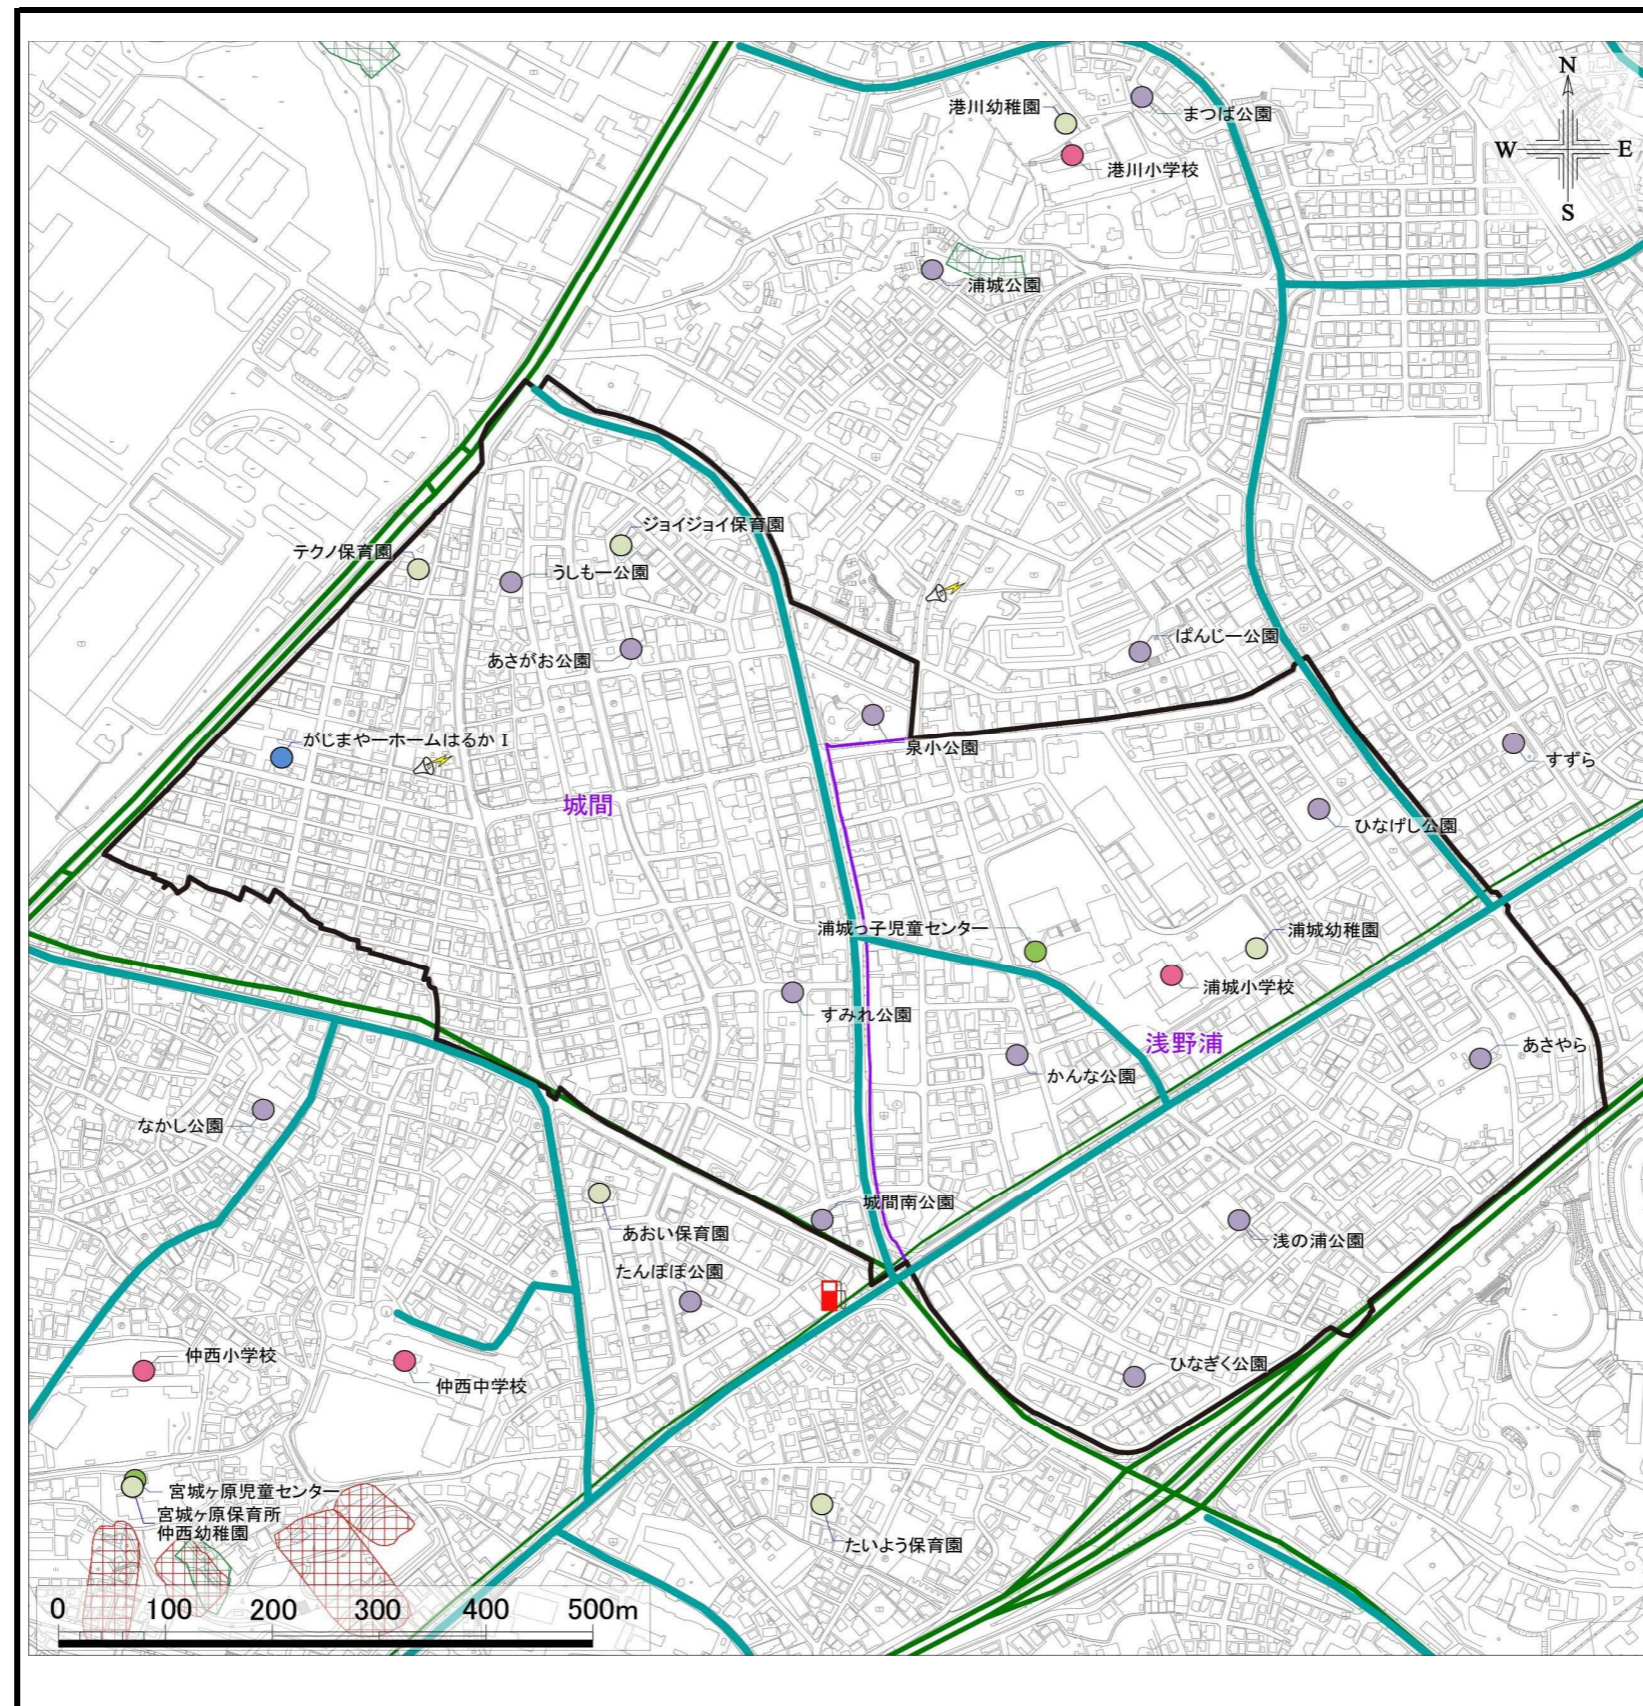 N
港川幼稚園
まつば公園
W
E
港川小学校
S
浦城公園
ジョイジョイ保育園
テクノ保育園
うしもー公園
ぱんじー公園
あさがお公園
がじまやーホームはるか I
泉小公園
すずら
城間
ひなげし公園
浦城っ子児童センター
浦城幼稚園
浦城小学校
すみれ公園
浅野浦
あさやら
かんな公園
なかし公園
城間南公園
あおい保育園
浅の浦公園
たんぽぽ公園
仲西小学校
ひなぎく公園
仲西中学校
宮城ヶ原児童センター
宮城ヶ原保育所
仲西幼稚園
たいよう保育園
0 100 200 300 400 500m